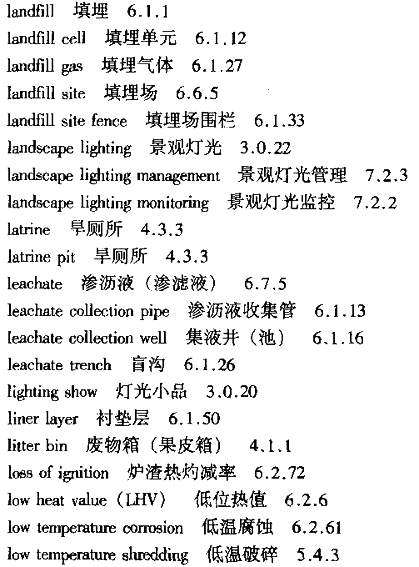 landfill 填埋 6.1.1
landfill cell 填埋单元 6.1.12
landfill gas 填埋气体 6.1.27
landfill site 填埋场 6.6.5
landfill site fence 填埋场围栏 6.1.33
landscape lighting 景观灯光 3.0.22
landscape lighting management 景观灯光管理 7.2.3
landscape lighting monitoring 景观灯光监控 7.2.2
latrine 旱厕所 4.3.3
latrine pit 旱厕所 4.3.3
leachate 渗沥液（渗滤液） 6.7.5
leachate collection pipe 渗沥液收集管 6.1.13
leachate collection well 集液井（池） 6.1.16
leachate trench 盲沟 6.1.26
lighting show 灯光小品 3.0.20
liner layer 衬垫层 6.1.50
litter bin 废物箱（果皮箱） 4.1.1
loss of ignition 炉渣热灼减率 6.2.72
low heat value (LHV) 低位热值 6.2.6
low temperature corrosion 低温腐蚀 6.2.61
low temperature shredding 低温破碎 5.4.3